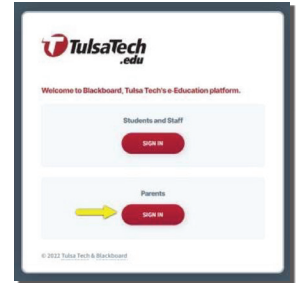 TulsaTech
.edu
Welcome to Blackboard, Tulsa Tech's e-Education platform.
Students and Staff
SIGN IN
Parents
SIGN IN
© 2022 Tulsa Tech & Blackboard